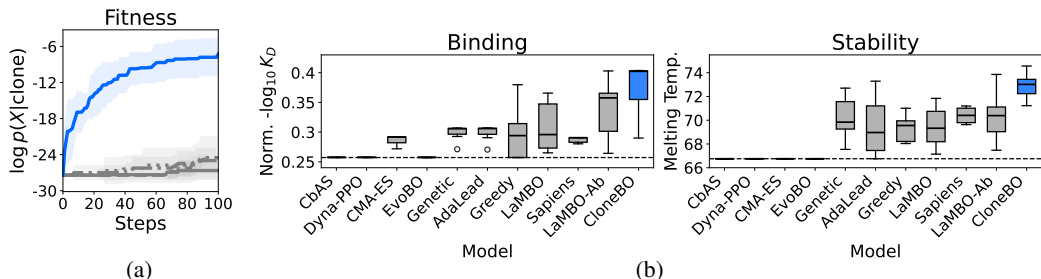 Fitness
log p(X|clone)
-6
-12
-18
-24
-30
0 20 40 60 80 100
Steps
(a)
Binding
Norm. -log10 KD
0.4
0.35
0.3
0.25
CbAS
Dyna-PPO
CMA-ES
EvoBO
Genetic
AdaLead
Greedy
LaMBO
Sapiens
LaMBO-Ab
CloneBO
Model
Stability
Melting Temp.
74
72
70
68
66
CbAS
Dyna-PPO
CMA-ES
EvoBO
Genetic
AdaLead
Greedy
LaMBO
Sapiens
LaMBO-Ab
CloneBO
Model
(b)